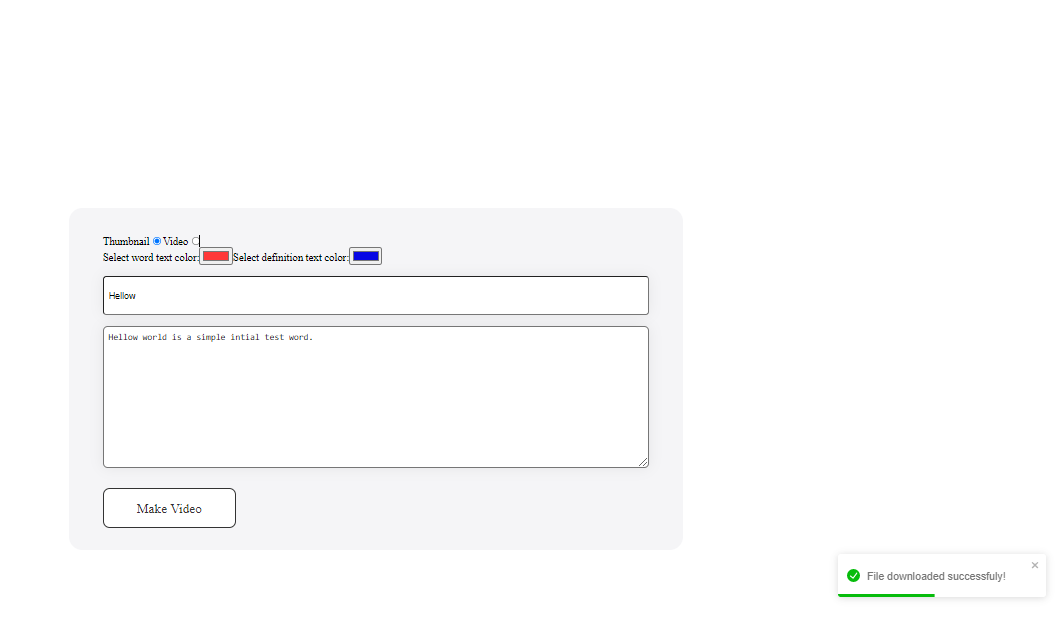 Thumbnail Video
Select word text color: Select definition text color:
Hellow
Hellow world is a simple intial test word.
Make Video
File downloaded successfuly!